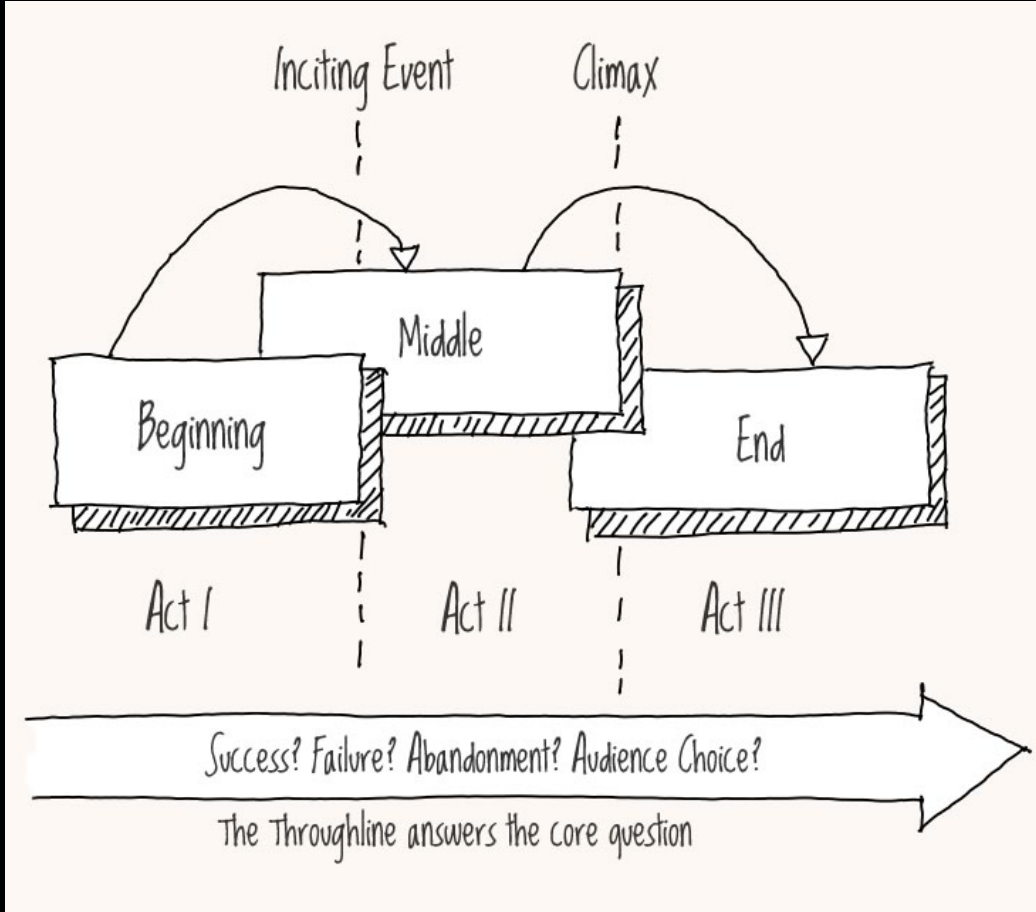 Inciting Event
Climax
Middle
Beginning
End
Act I
Act II
Act III
Success? Failure? Abandonment? Audience Choice?
The Throughline answers the core question